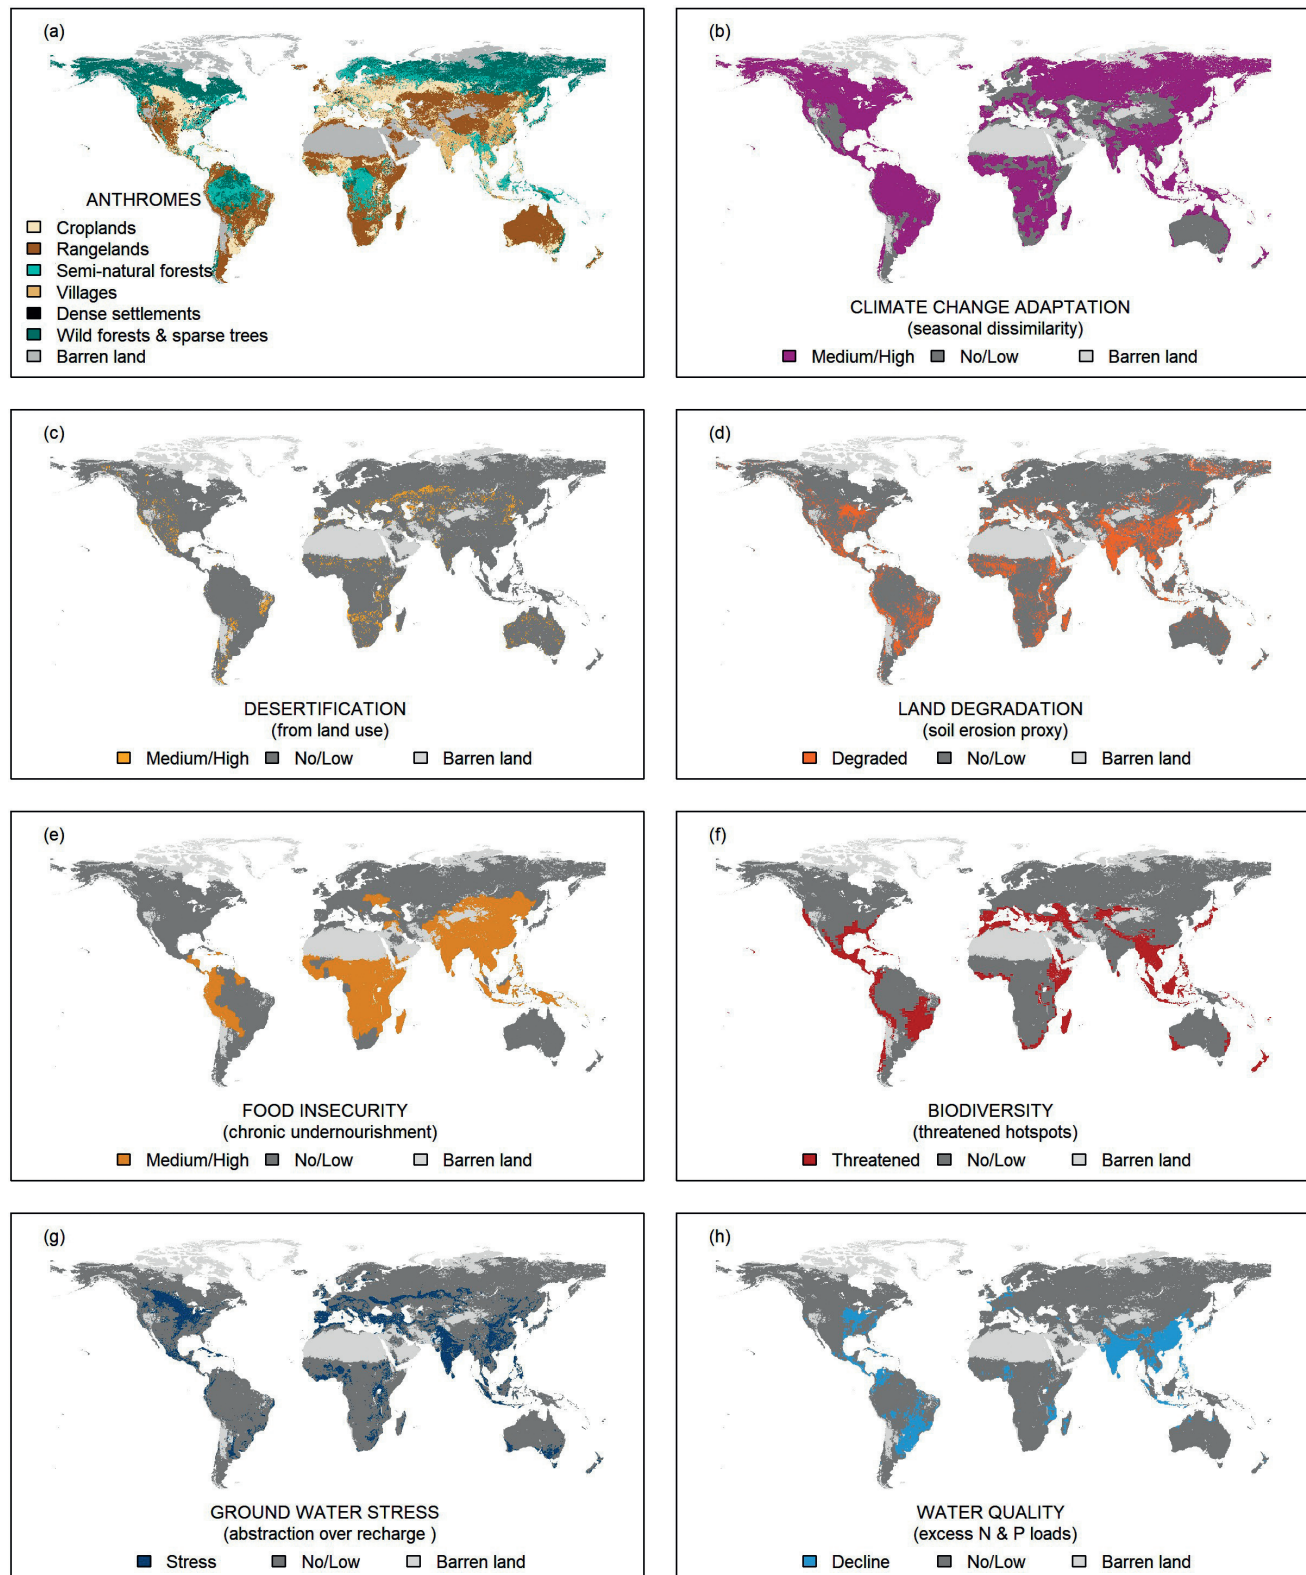 (a)
ANTHROMES
Croplands
Rangelands
Semi-natural forests
Villages
Dense settlements
Wild forests & sparse trees
Barren land
(b)
CLIMATE CHANGE ADAPTATION
(seasonal dissimilarity)
Medium/High No/Low Barren land
(c)
DESERTIFICATION
(from land use)
Medium/High No/Low Barren land
(d)
LAND DEGRADATION
(soil erosion proxy)
Degraded No/Low Barren land
(e)
FOOD INSECURITY
(chronic undernourishment)
Medium/High No/Low Barren land
(f)
BIODIVERSITY
(threatened hotspots)
Threatened No/Low Barren land
(g)
GROUND WATER STRESS
(abstraction over recharge )
Stress No/Low Barren land
(h)
WATER QUALITY
(excess N & P loads)
Decline No/Low Barren land